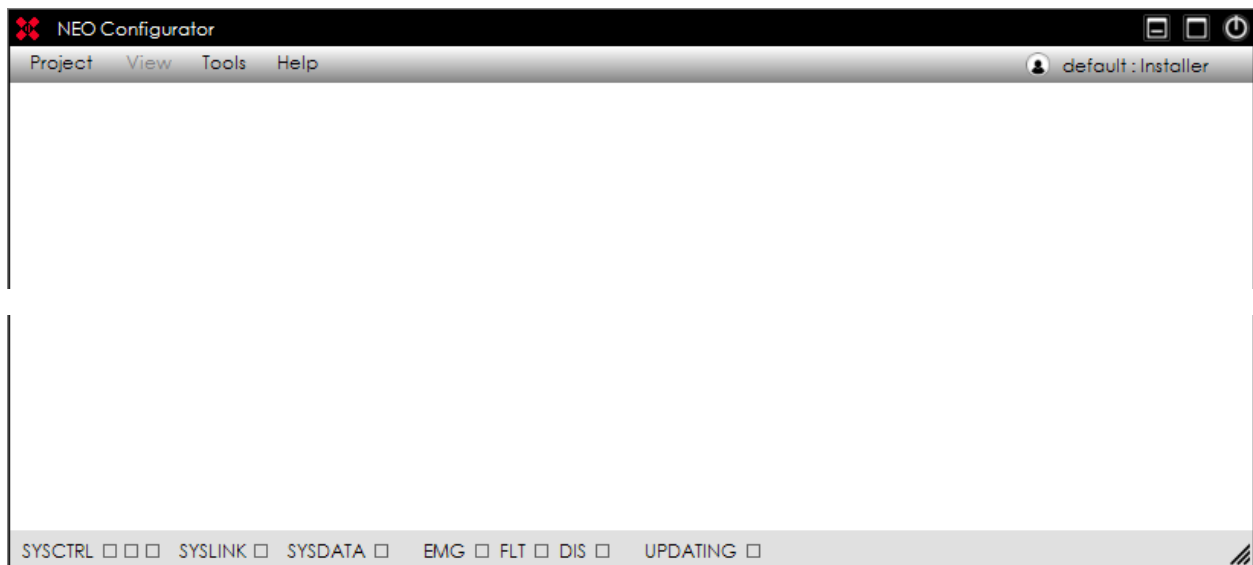 NEO Configurator
Project View Tools Help default : Installer
SYSCTRL □ □ □ SYSLINK □ SYSDATA □ EMG □ FLT □ DIS □ UPDATING □